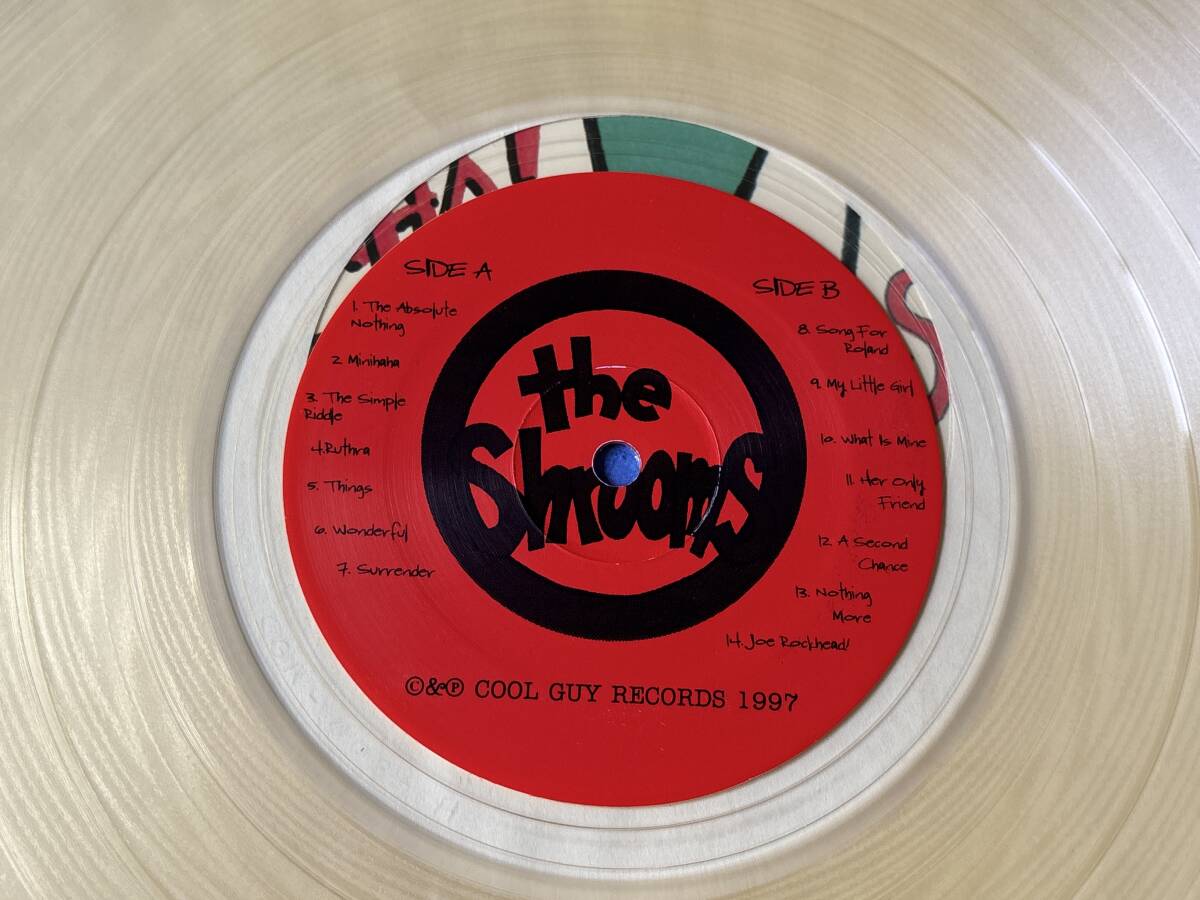 SIDE A
1. The Absolute
Nothing
2. Minihaha
3. The Simple
Riddle
4. Ruthra
5. Things
6. Wonderful
7. Surrender
the
Shrooms
SIDE B
8. Song For
Roland
9. My Little Girl
10. What Is Mine
11. Her Only
Friend
12. A Second
Chance
13. Nothing
More
14. Joe Rockhead!
©&℗ COOL GUY RECORDS 1997